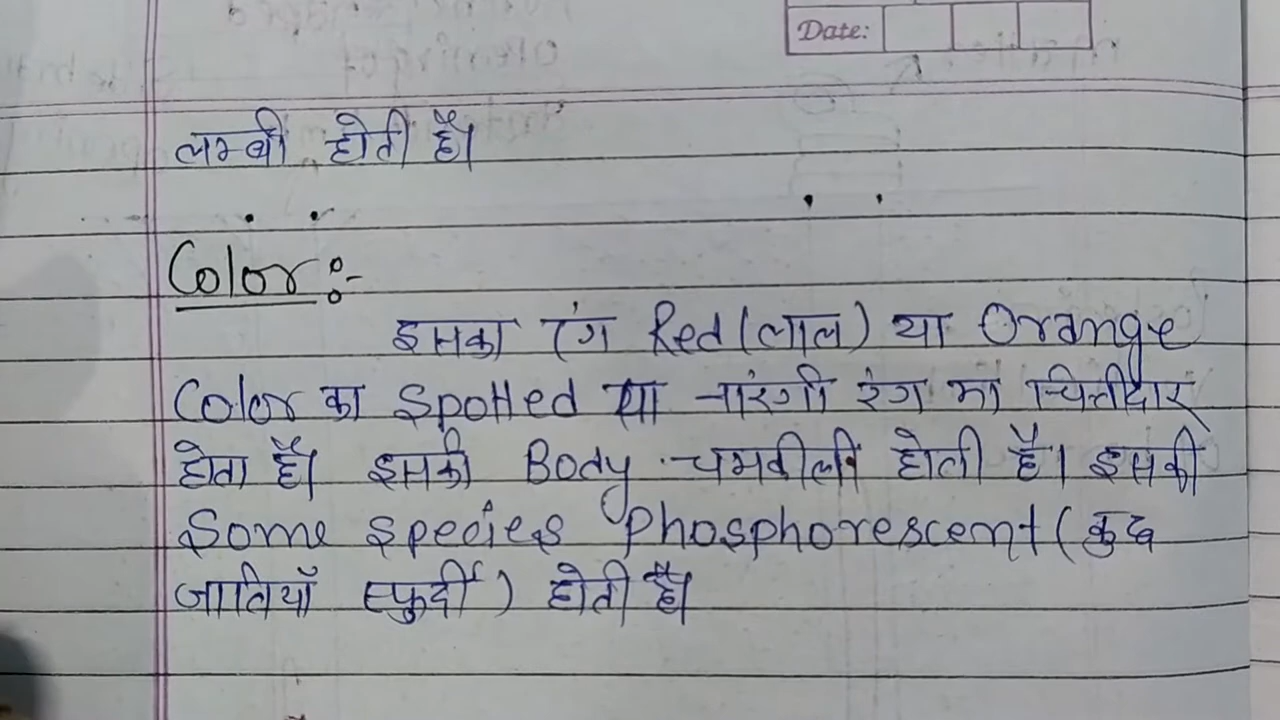 Date:
लम्बी होती है।
Color:-
इसका रंग Red (लाल) या Orange
Color का spotted या नारंगी रंग का चित्तीदार
होता है। इसकी Body चमकीली होती है। इसकी
Some species Phosphorescent (कुछ
जातियाँ स्फुर्दी) होती हैं।